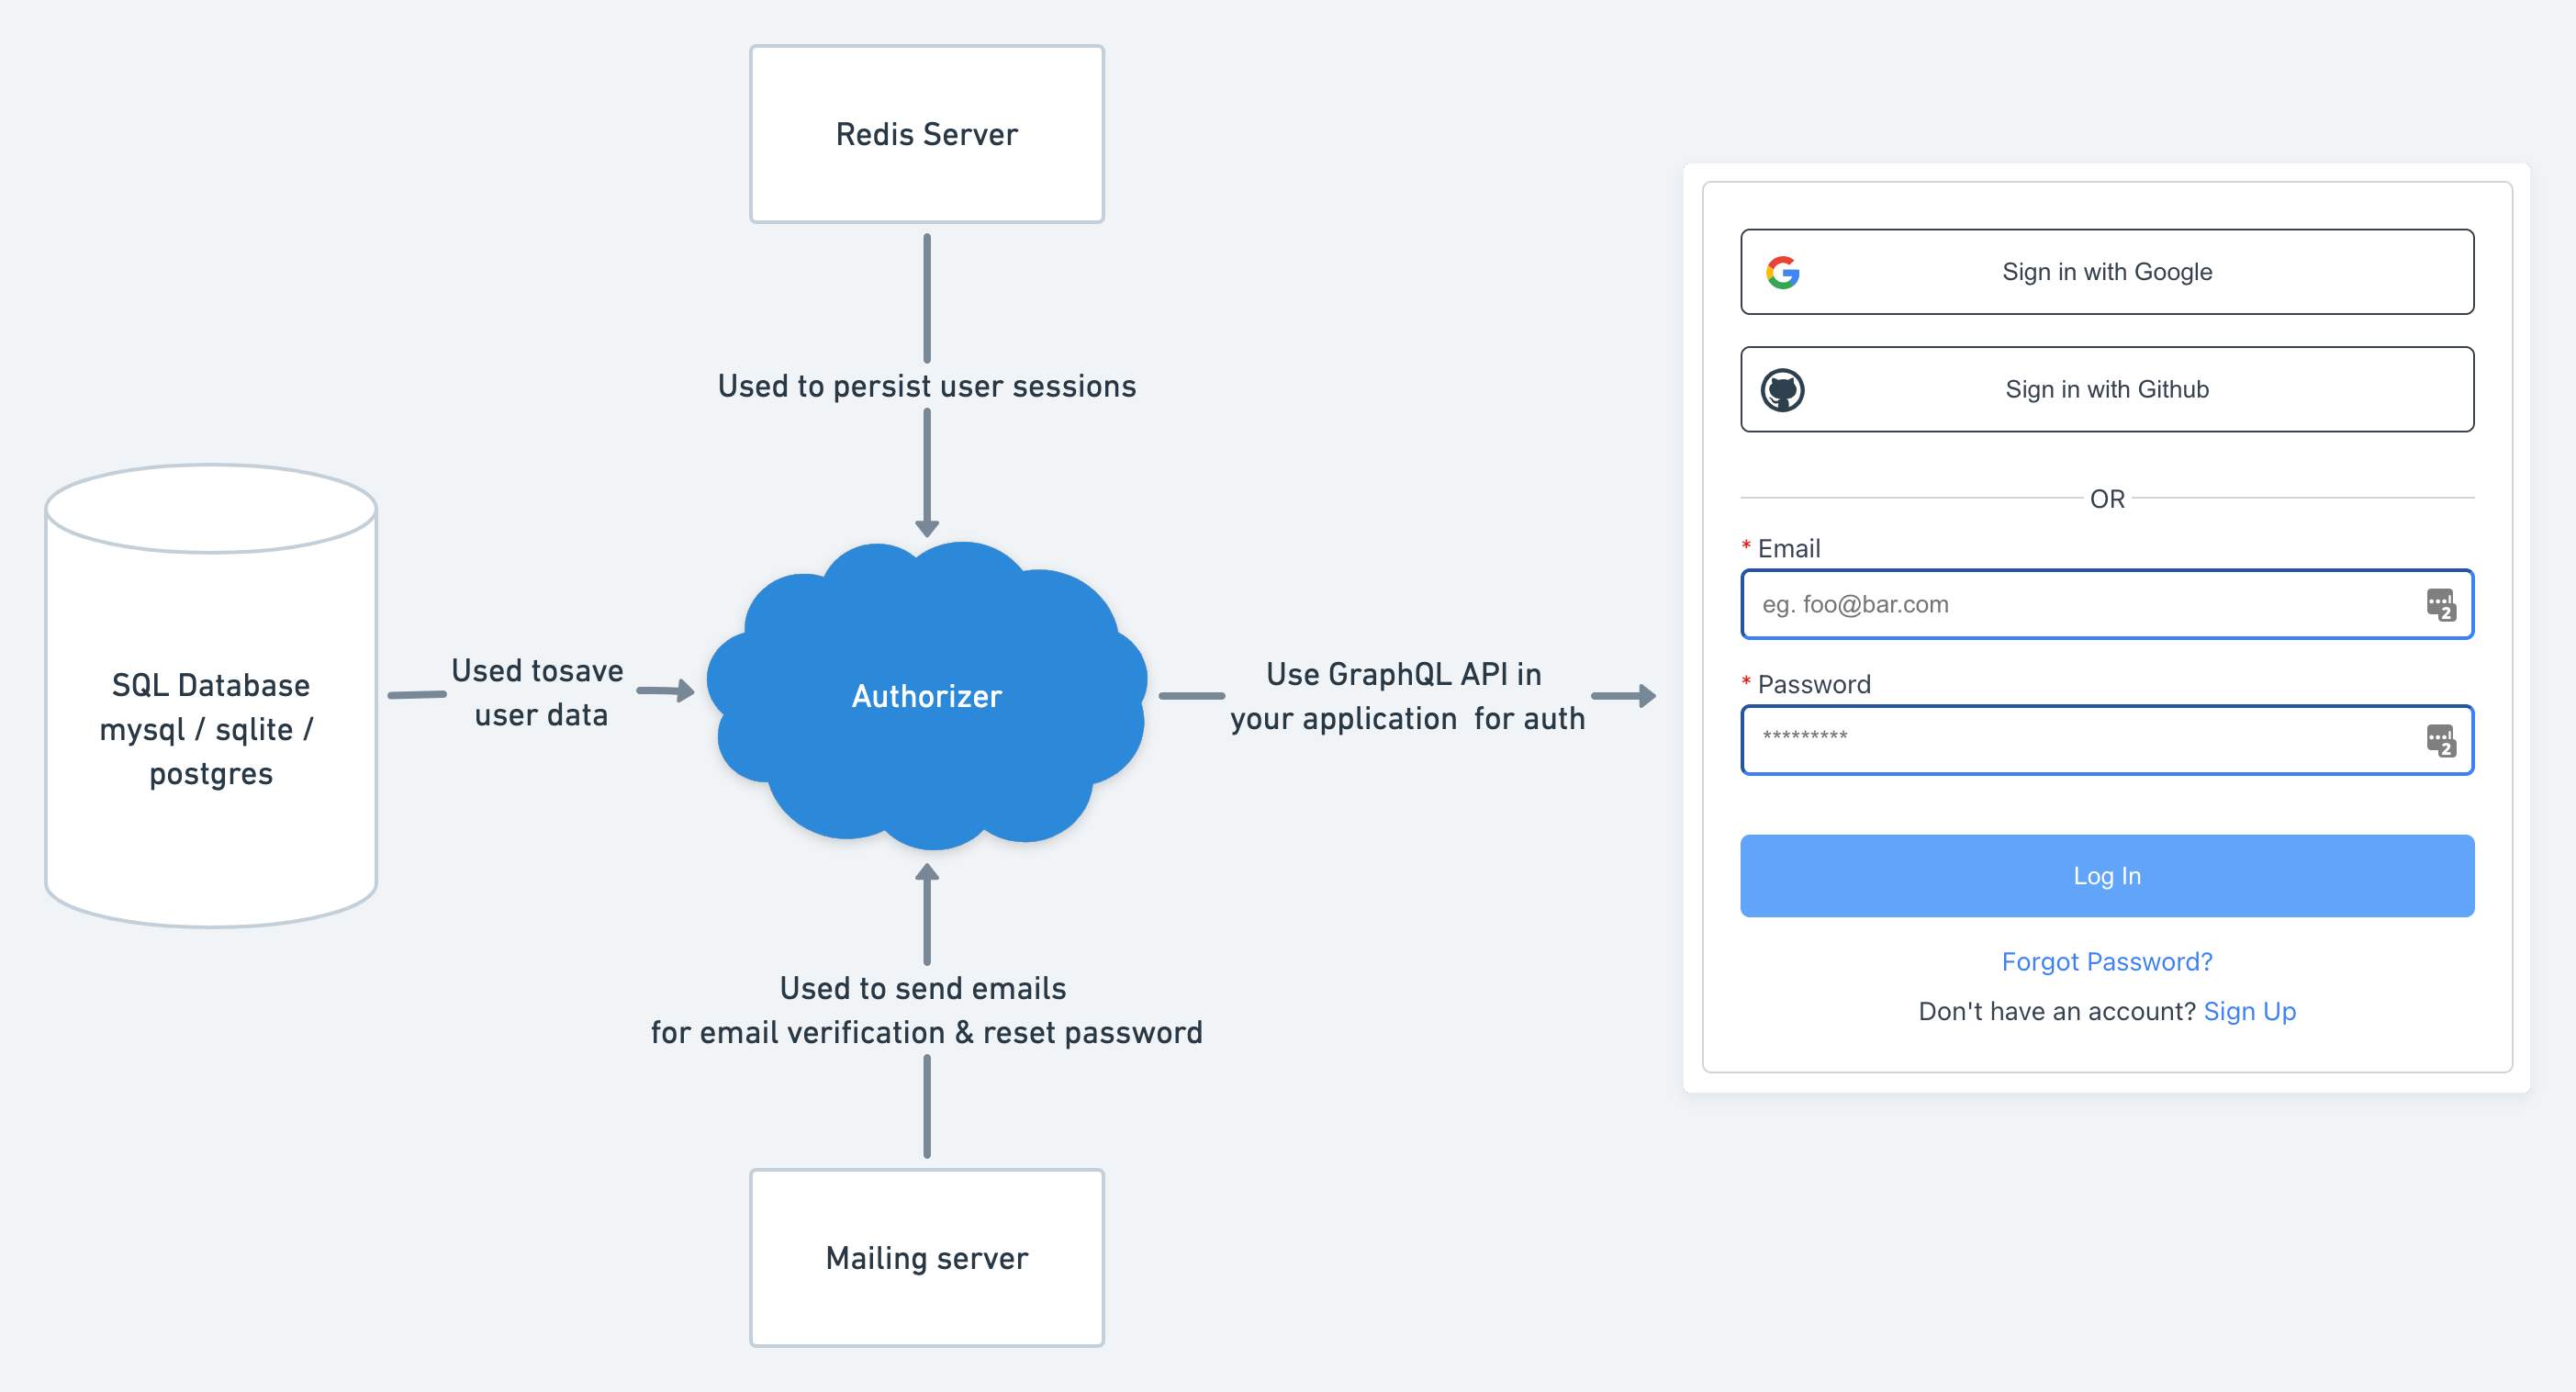 Redis Server
Used to persist user sessions
SQL Database
mysql / sqlite /
postgres
Used tosave
user data
Authorizer
Use GraphQL API in
your application  for auth
Used to send emails
for email verification & reset password
Mailing server
Sign in with Google
Sign in with Github
OR
* Email
eg. foo@bar.com
2
* Password
*********
2
Log In
Forgot Password?
Don't have an account? Sign Up